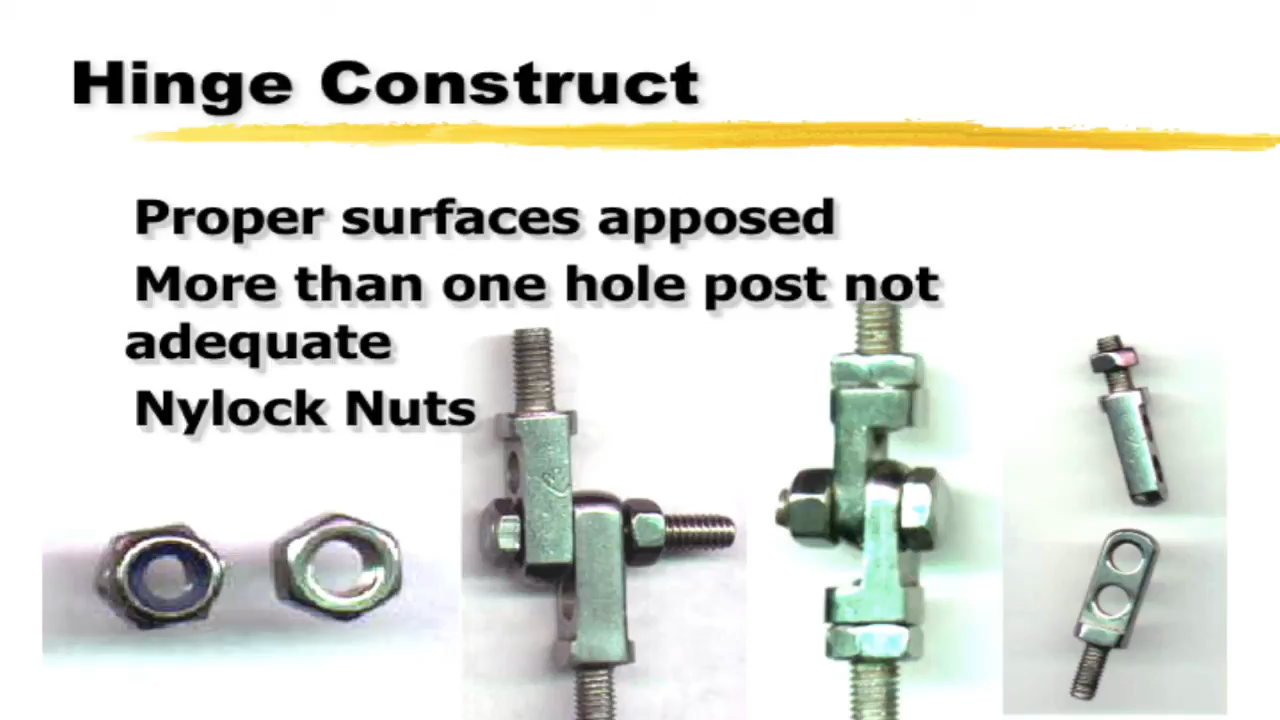 Hinge Construct
Proper surfaces apposed
More than one hole post not
adequate
Nylock Nuts